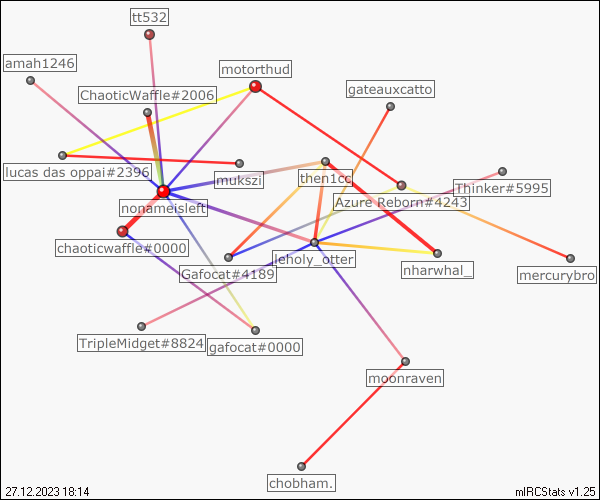 tt532
amah1246
motorthud
ChaoticWaffle#2006
gateauxcatto
lucas das oppai#2396
mukszi
then1cc
Thinker#5995
Azure Reborn#4243
nonameisleft
chaoticwaffle#0000
leholy_otter
Gafocat#4189
nharwhal_
mercurybro
TripleMidget#8824
gafocat#0000
moonraven
chobham.
27.12.2023 18:14
mIRCStats v1.25